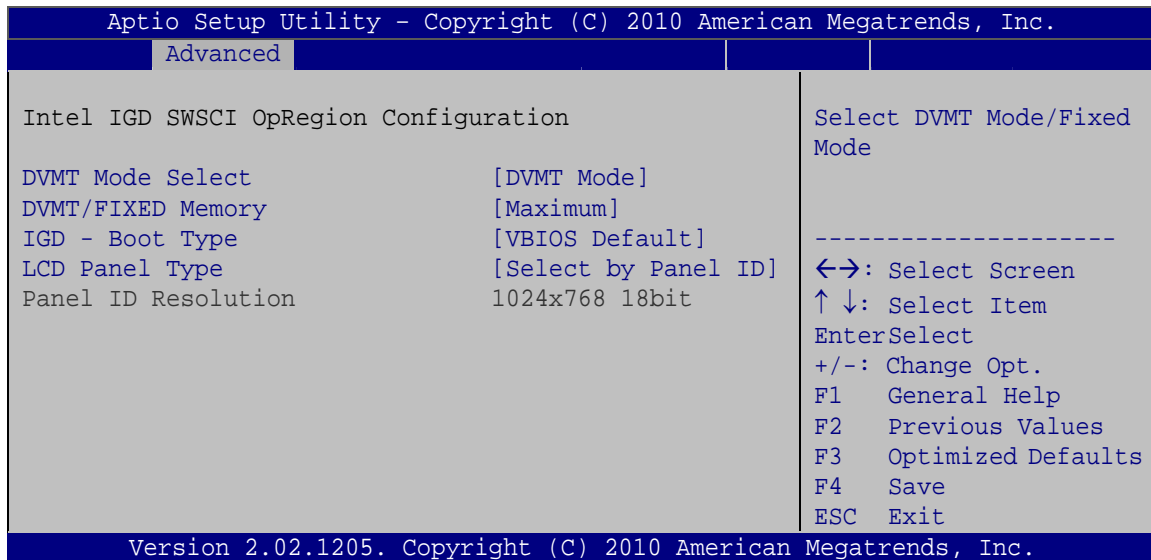 Aptio Setup Utility – Copyright (C) 2010 American Megatrends, Inc.
Advanced
Intel IGD SWSCI OpRegion Configuration
DVMT Mode Select [DVMT Mode]
DVMT/FIXED Memory [Maximum]
IGD - Boot Type [VBIOS Default]
LCD Panel Type [Select by Panel ID]
Panel ID Resolution 1024x768 18bit
Select DVMT Mode/Fixed
Mode
---------------------
←→: Select Screen
↑ ↓: Select Item
EnterSelect
+/-: Change Opt.
F1 General Help
F2 Previous Values
F3 Optimized Defaults
F4 Save
ESC Exit
Version 2.02.1205. Copyright (C) 2010 American Megatrends, Inc.